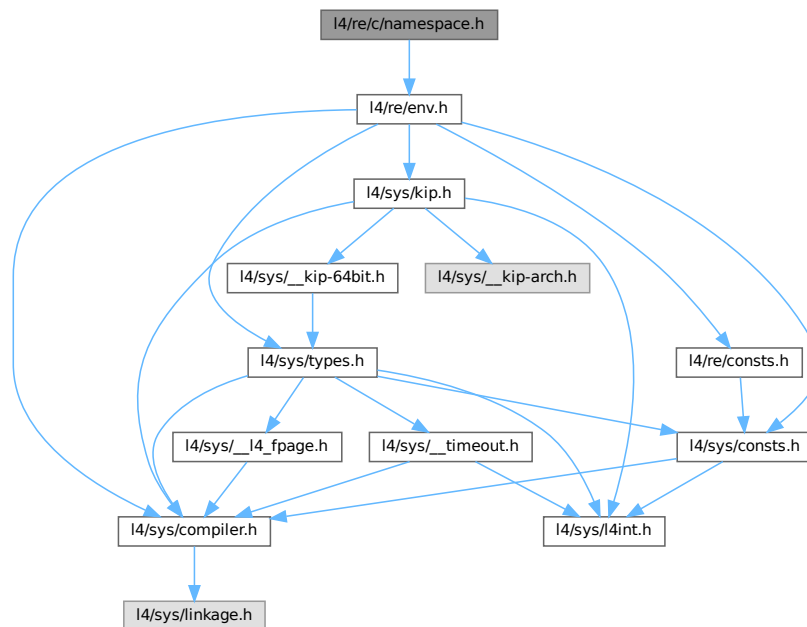 l4/re/c/namespace.h
l4/re/env.h
l4/sys/kip.h
l4/sys/__kip-64bit.h
l4/sys/__kip-arch.h
l4/sys/types.h
l4/re/consts.h
l4/sys/__l4_fpage.h
l4/sys/__timeout.h
l4/sys/consts.h
l4/sys/compiler.h
l4/sys/l4int.h
l4/sys/linkage.h